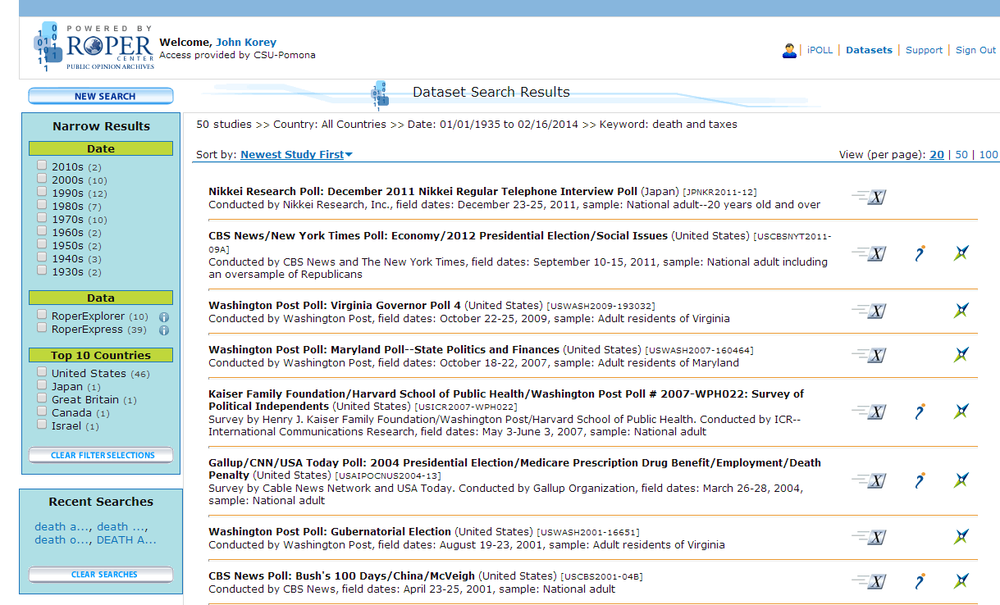 POWERED BY
ROPER
CENTER
PUBLIC OPINION ARCHIVES
Welcome, John Korey
Access provided by CSU-Pomona
iPOLL | Datasets | Support | Sign Out
NEW SEARCH
Dataset Search Results
Narrow Results
Date
2010s (2)
2000s (10)
1990s (12)
1980s (7)
1970s (10)
1960s (2)
1950s (2)
1940s (3)
1930s (2)
Data
RoperExplorer (10)
RoperExpress (39)
Top 10 Countries
United States (46)
Japan (1)
Great Britain (1)
Canada (1)
Israel (1)
CLEAR FILTER SELECTIONS
Recent Searches
death a..., death ...,
death o..., DEATH A...
CLEAR SEARCHES
50 studies >> Country: All Countries >> Date: 01/01/1935 to 02/16/2014 >> Keyword: death and taxes
Sort by: Newest Study First
View (per page): 20 | 50 | 100
Nikkei Research Poll: December 2011 Nikkei Regular Telephone Interview Poll (Japan) [JPNKR2011-12]
Conducted by Nikkei Research, Inc., field dates: December 23-25, 2011, sample: National adult--20 years old and over
CBS News/New York Times Poll: Economy/2012 Presidential Election/Social Issues (United States) [USCBSNYT2011-
09A]
Conducted by CBS News and The New York Times, field dates: September 10-15, 2011, sample: National adult including
an oversample of Republicans
Washington Post Poll: Virginia Governor Poll 4 (United States) [USWASH2009-193032]
Conducted by Washington Post, field dates: October 22-25, 2009, sample: Adult residents of Virginia
Washington Post Poll: Maryland Poll--State Politics and Finances (United States) [USWASH2007-160464]
Conducted by Washington Post, field dates: October 18-22, 2007, sample: Adult residents of Maryland
Kaiser Family Foundation/Harvard School of Public Health/Washington Post Poll # 2007-WPH022: Survey of
Political Independents (United States) [USICR2007-WPH022]
Survey by Henry J. Kaiser Family Foundation/Washington Post/Harvard School of Public Health. Conducted by ICR--
International Communications Research, field dates: May 3-June 3, 2007, sample: National adult
Gallup/CNN/USA Today Poll: 2004 Presidential Election/Medicare Prescription Drug Benefit/Employment/Death
Penalty (United States) [USAIPOCNUS2004-13]
Survey by Cable News Network and USA Today. Conducted by Gallup Organization, field dates: March 26-28, 2004,
sample: National adult
Washington Post Poll: Gubernatorial Election (United States) [USWASH2001-16651]
Conducted by Washington Post, field dates: August 19-23, 2001, sample: Adult residents of Virginia
CBS News Poll: Bush's 100 Days/China/McVeigh (United States) [USCBS2001-04B]
Conducted by CBS News, field dates: April 23-25, 2001, sample: National adult